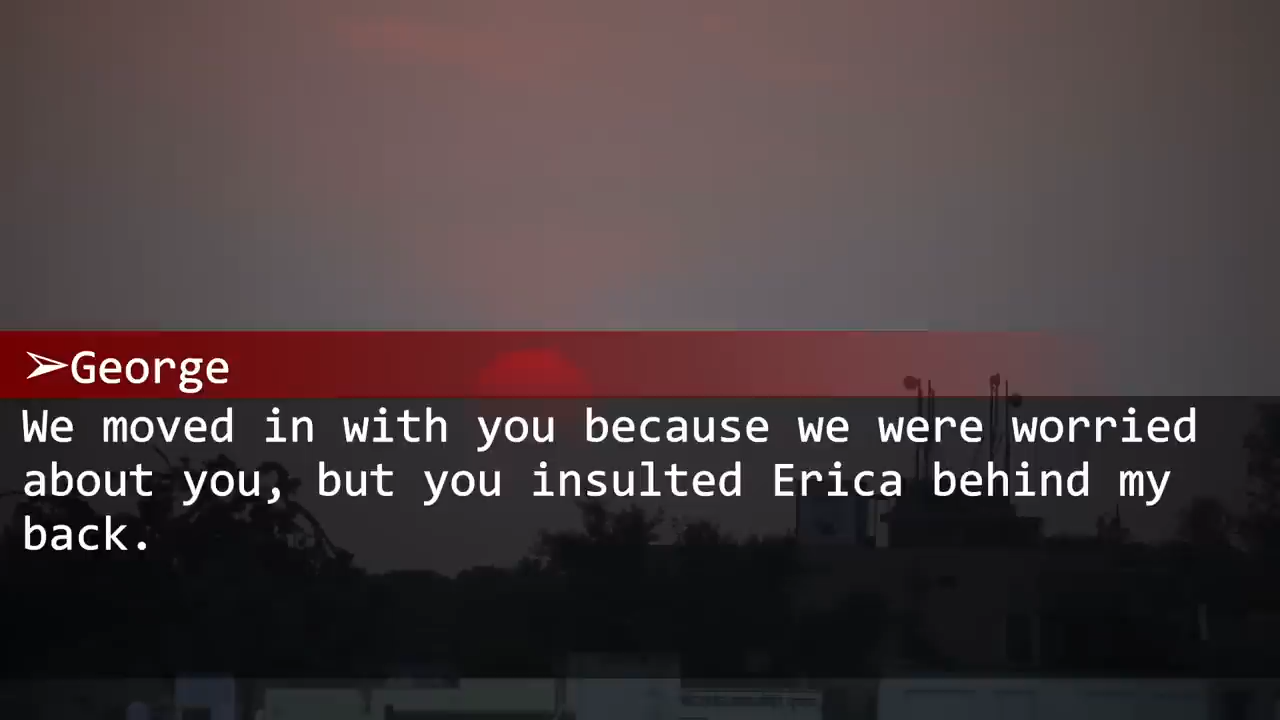 ➢George
We moved in with you because we were worried
about you, but you insulted Erica behind my
back.